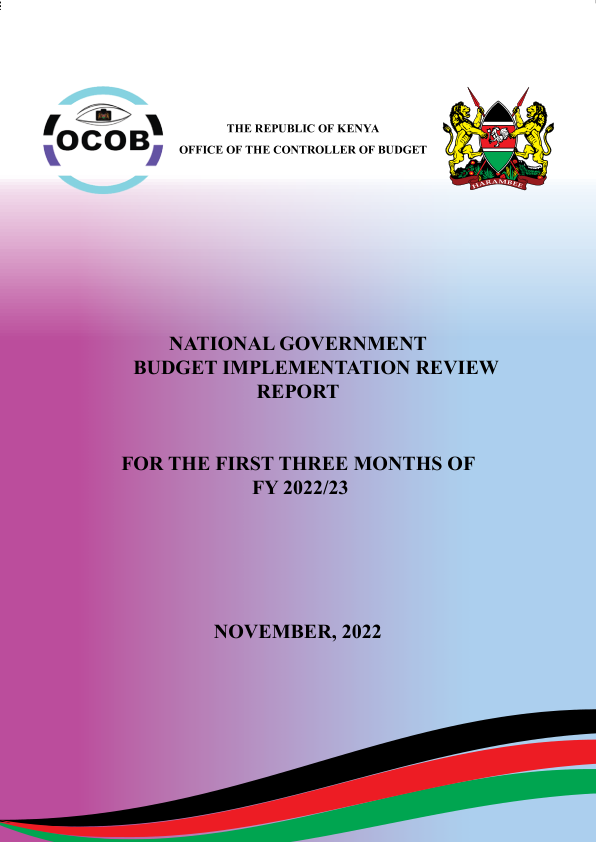 OCOB
THE REPUBLIC OF KENYA
OFFICE OF THE CONTROLLER OF BUDGET
HARAMBEE
NATIONAL GOVERNMENT
BUDGET IMPLEMENTATION REVIEW
REPORT
FOR THE FIRST THREE MONTHS OF
FY 2022/23
NOVEMBER, 2022